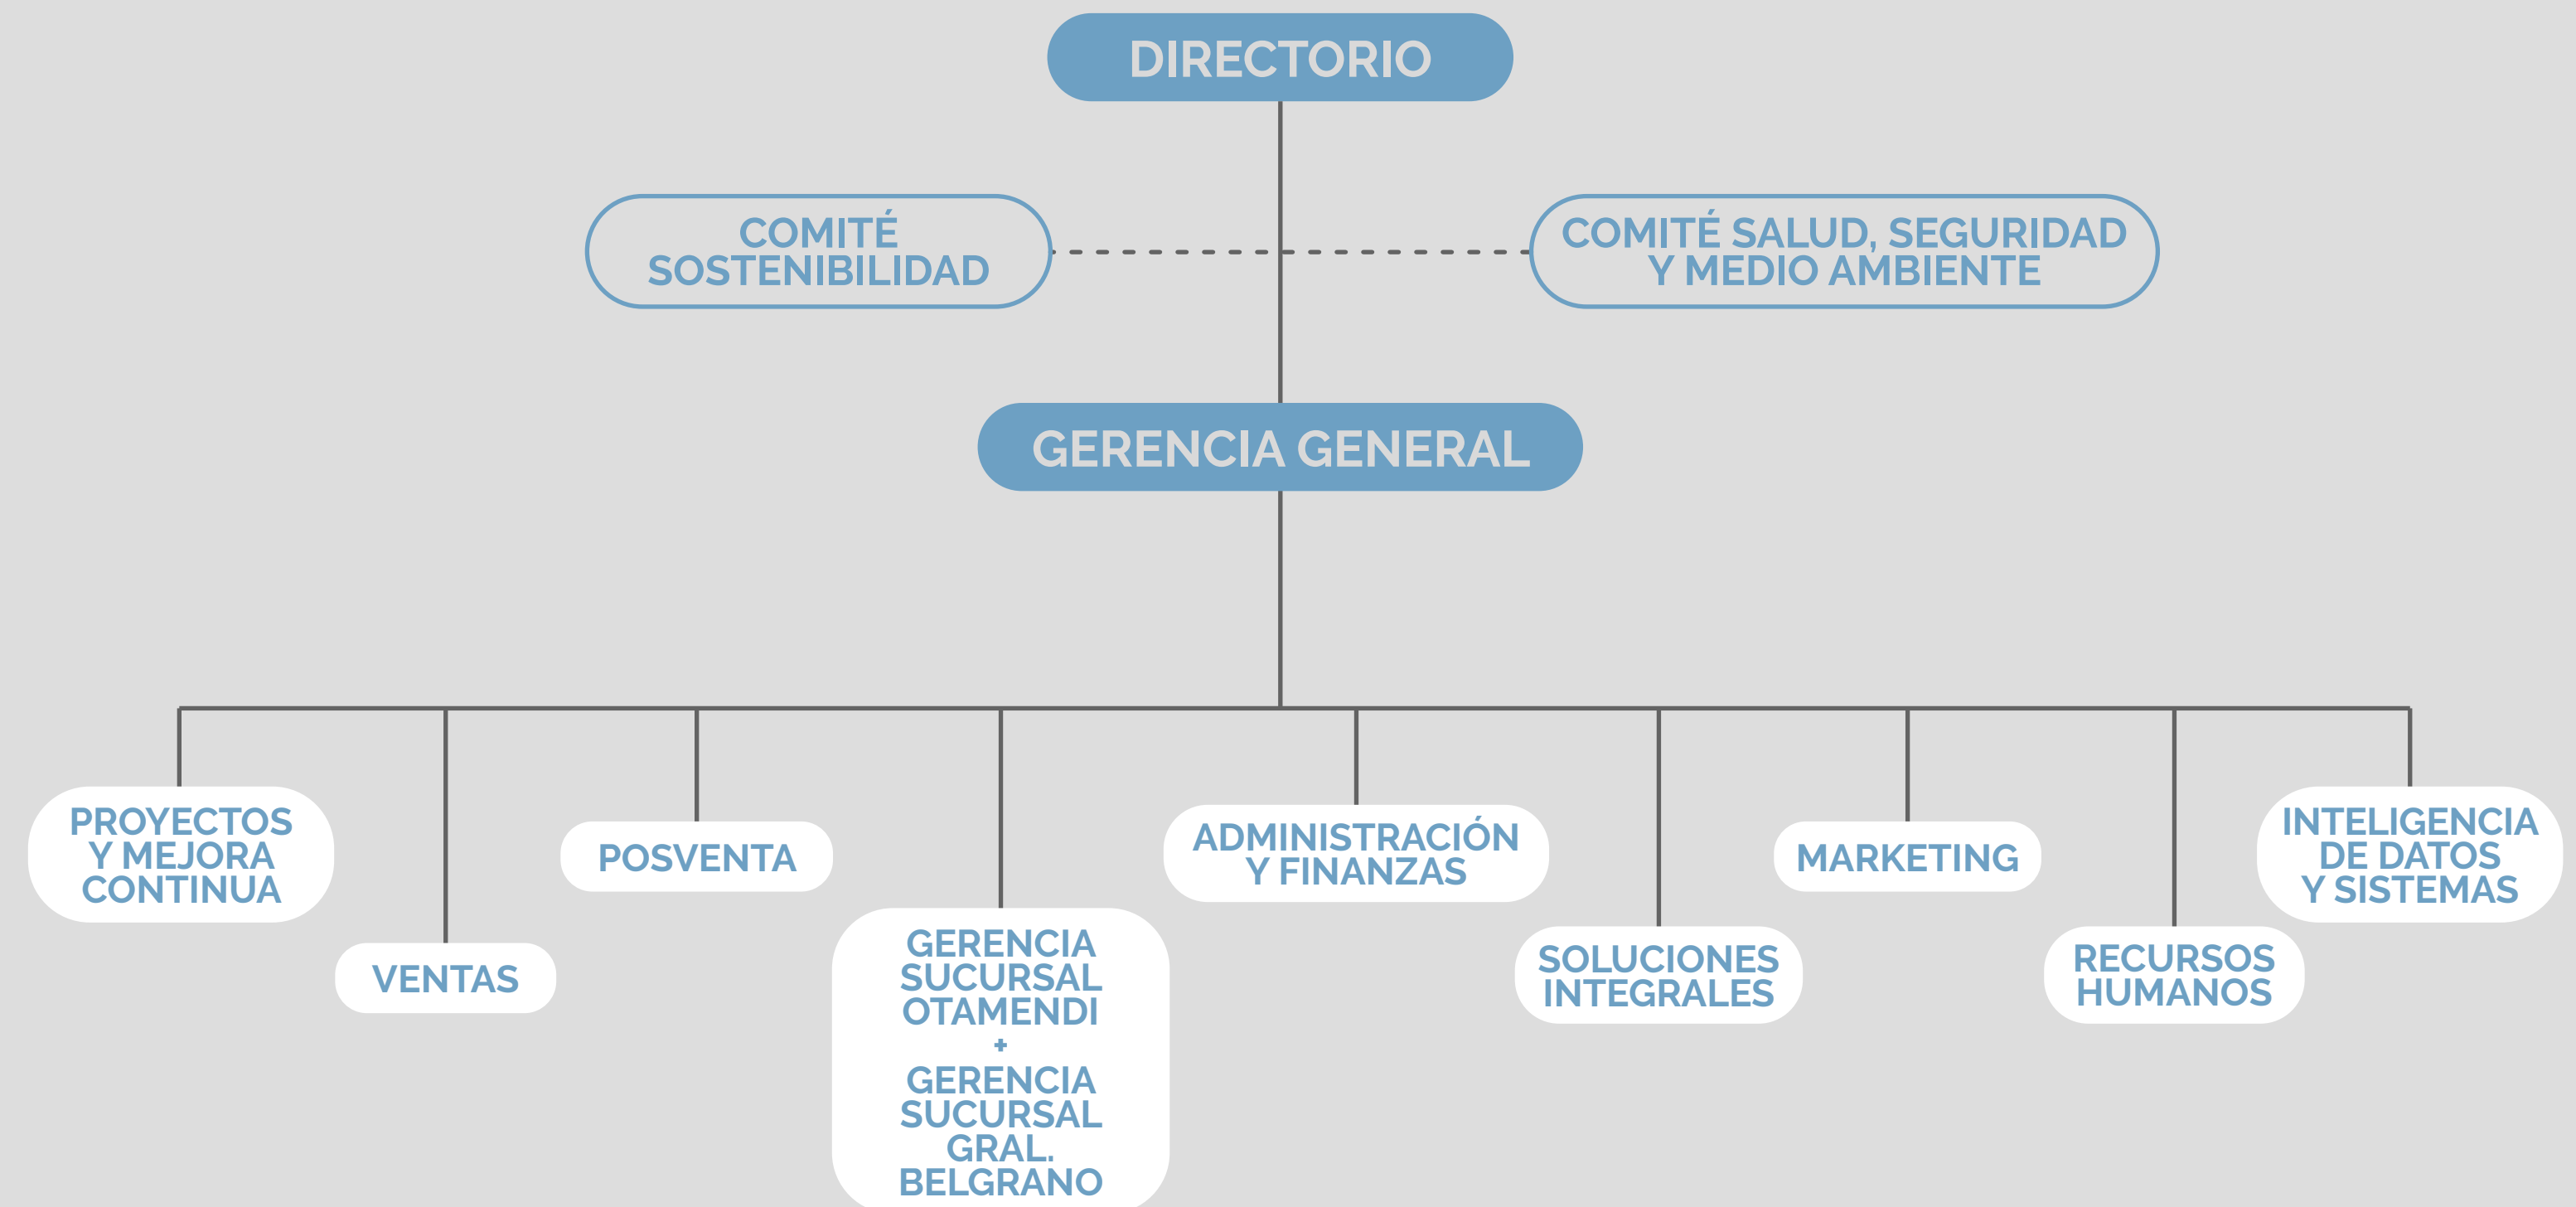 DIRECTORIO
COMITÉ
SOSTENIBILIDAD
COMITÉ SALUD, SEGURIDAD
Y MEDIO AMBIENTE
GERENCIA GENERAL
PROYECTOS
Y MEJORA
CONTINUA
VENTAS
POSVENTA
GERENCIA
SUCURSAL
OTAMENDI
+
GERENCIA
SUCURSAL
GRAL.
BELGRANO
ADMINISTRACIÓN
Y FINANZAS
SOLUCIONES
INTEGRALES
MARKETING
RECURSOS
HUMANOS
INTELIGENCIA
DE DATOS
Y SISTEMAS